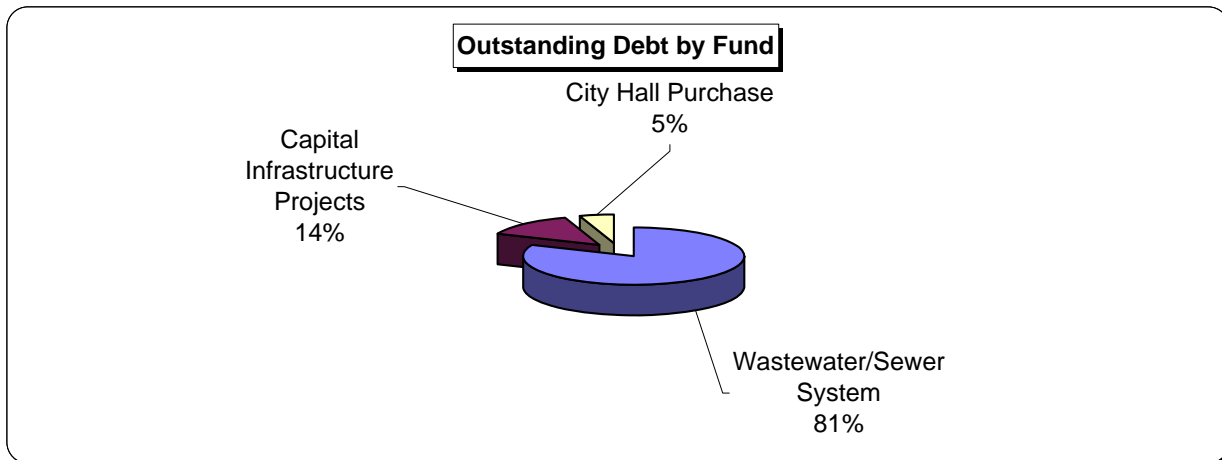 Outstanding Debt by Fund
City Hall Purchase
5%
Capital
Infrastructure
Projects
14%
Wastewater/Sewer
System
81%